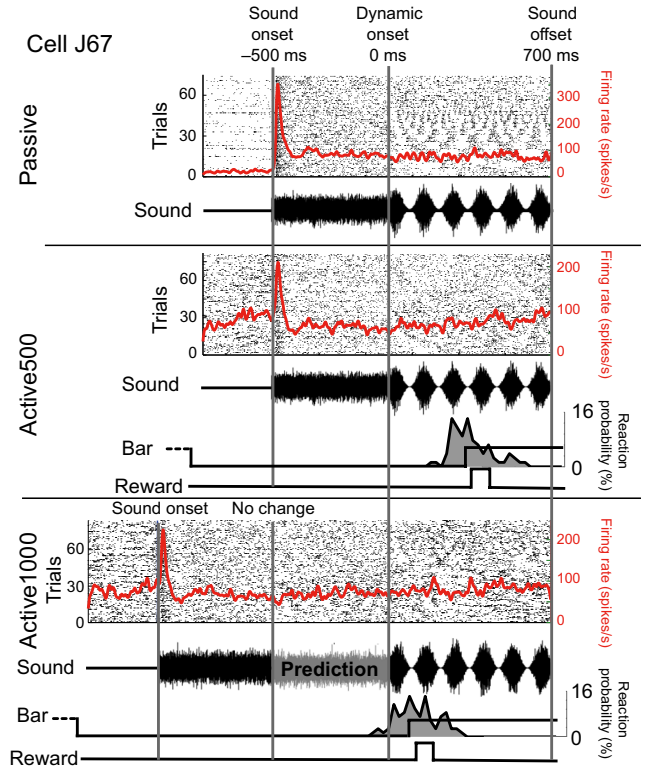 Cell J67
Sound onset –500 ms
Dynamic onset 0 ms
Sound offset 700 ms
Passive
Trials
60
30
0
300
200
100
0
Firing rate (spikes/s)
Sound
Active500
Trials
60
30
0
200
100
0
Firing rate (spikes/s)
Sound
Bar
16
0
Reaction probability (%)
Reward
Sound onset No change
Active1000
Trials
60
30
0
200
100
0
Firing rate (spikes/s)
Sound
Prediction
Bar
16
0
Reaction probability (%)
Reward